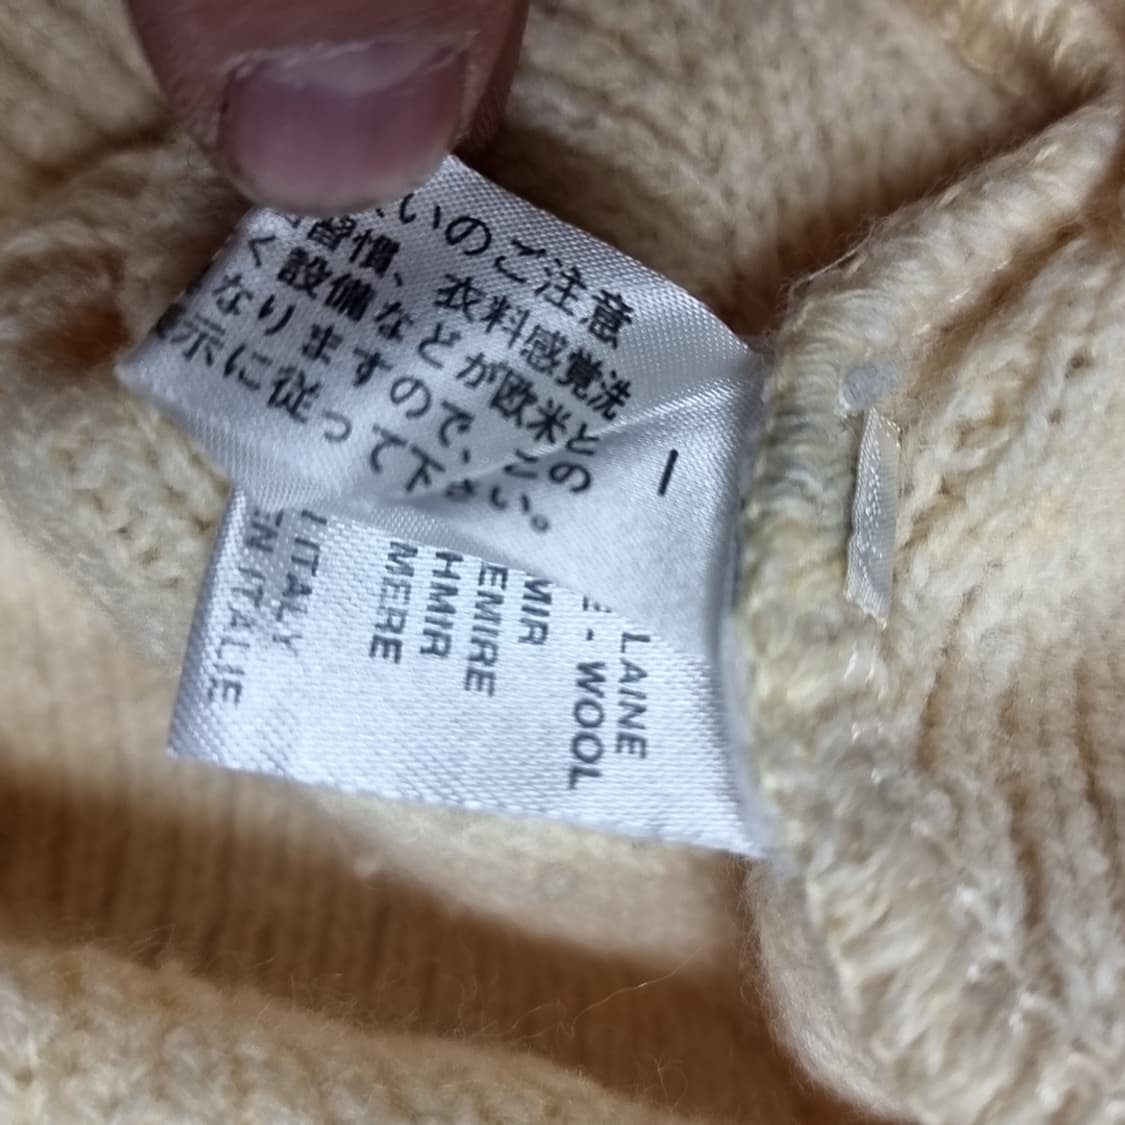 いのご注意
習慣、衣料感覚洗
く設備などが欧米と
なりますので、この
示に従って下さい。
LAINE
E - WOOL
MIR
EMIRE
HMIR
MERE
ITALY
EN ITALIE